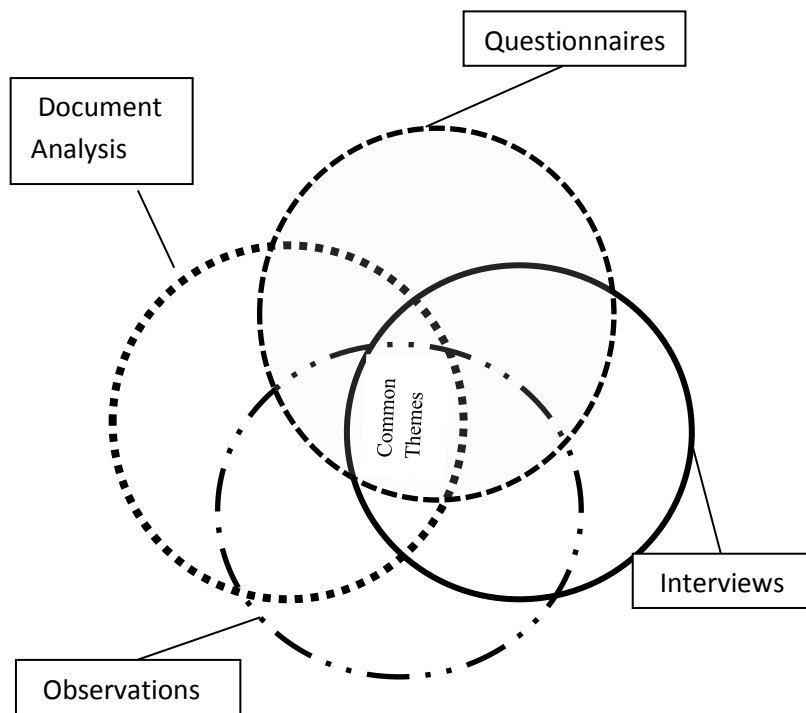 Questionnaires
Document
Analysis
Common
Themes
Interviews
Observations